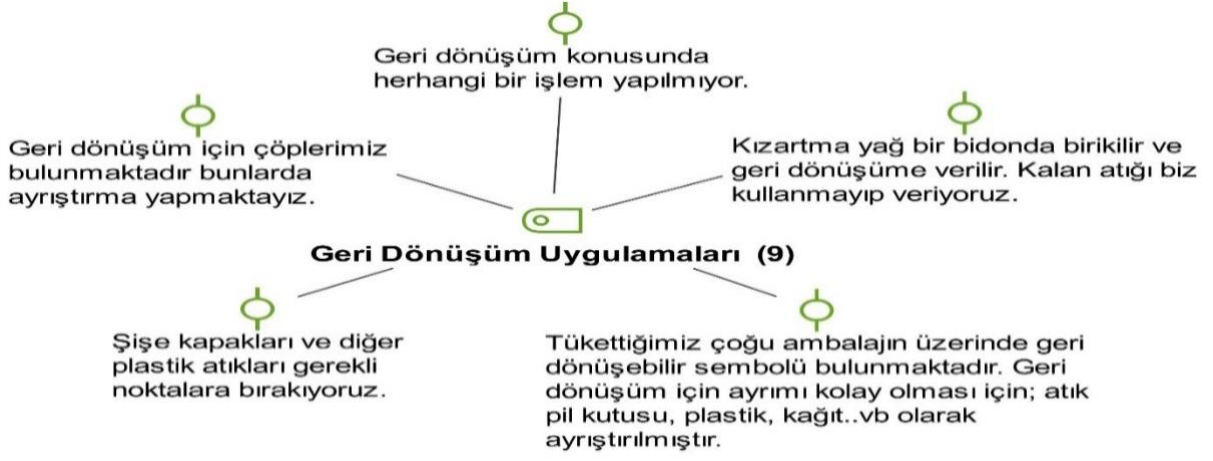 Geri dönüşüm konusunda
herhangi bir işlem yapılmıyor.
Geri dönüşüm için çöplerimiz
bulunmaktadır bunlarda
ayrıştırma yapmaktayız.
Kızartma yağ bir bidonda birikilir ve
geri dönüşüme verilir. Kalan atığı biz
kullanmayıp veriyoruz.
Geri Dönüşüm Uygulamaları (9)
Şişe kapakları ve diğer
plastik atıkları gerekli
noktalara bırakıyoruz.
Tükettiğimiz çoğu ambalajın üzerinde geri
dönüşebilir sembolü bulunmaktadır. Geri
dönüşüm için ayrımı kolay olması için; atık
pil kutusu, plastik, kağıt..vb olarak
ayrıştırılmıştır.